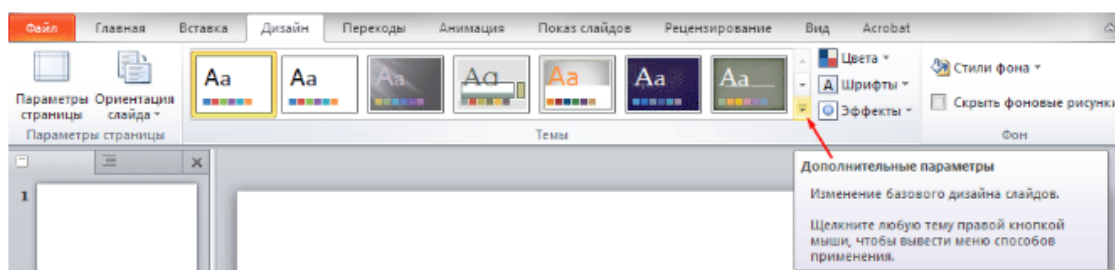 Файл Главная Вставка Дизайн Переходы Анимация Показ слайдов Рецензирование Вид Acrobat
Aa Aa Aa Aa Aa Aa Aa
Цвета
Шрифты
Эффекты
Стили фона
Скрыть фоновые рисунки
Параметры страницы
Ориентация слайда
Параметры страницы
Темы
Фон
1
Дополнительные параметры
Изменение базового дизайна слайдов.
Щелкните любую тему правой кнопкой
мыши, чтобы вывести меню способов
применения.